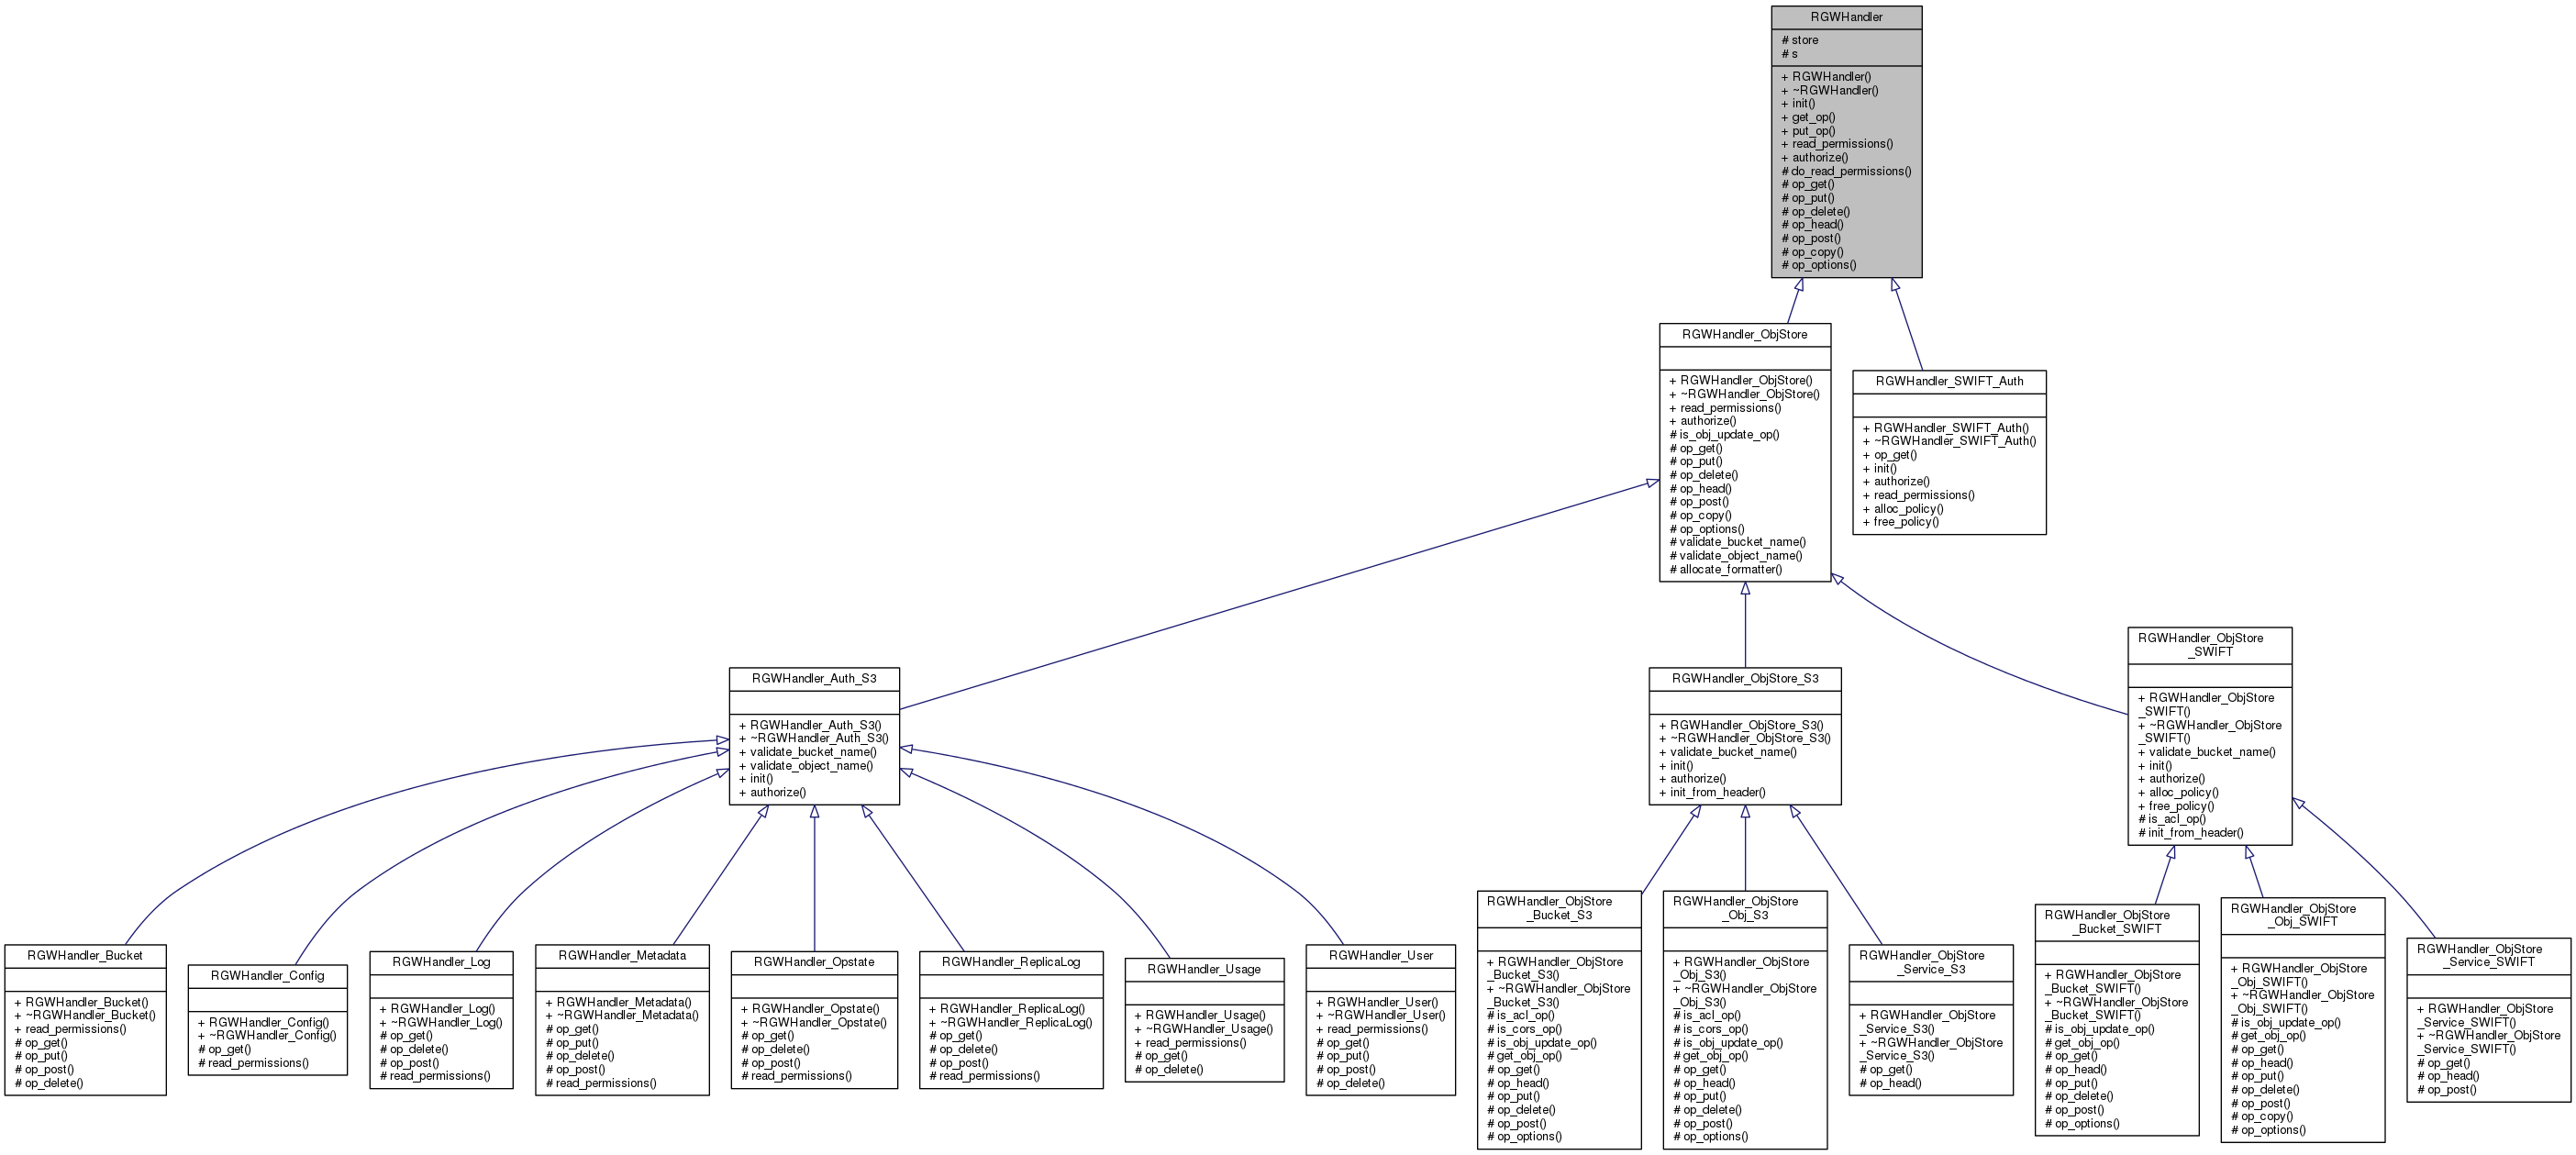 RGWHandler
# store
# s
+ RGWHandler()
+ ~RGWHandler()
+ init()
+ get_op()
+ put_op()
+ read_permissions()
+ authorize()
# do_read_permissions()
# op_get()
# op_put()
# op_delete()
# op_head()
# op_post()
# op_copy()
# op_options()
RGWHandler_ObjStore
+ RGWHandler_ObjStore()
+ ~RGWHandler_ObjStore()
+ read_permissions()
+ authorize()
# is_obj_update_op()
# op_get()
# op_put()
# op_delete()
# op_head()
# op_post()
# op_copy()
# op_options()
# validate_bucket_name()
# validate_object_name()
# allocate_formatter()
RGWHandler_SWIFT_Auth
+ RGWHandler_SWIFT_Auth()
+ ~RGWHandler_SWIFT_Auth()
+ op_get()
+ init()
+ authorize()
+ read_permissions()
+ alloc_policy()
+ free_policy()
RGWHandler_Auth_S3
+ RGWHandler_Auth_S3()
+ ~RGWHandler_Auth_S3()
+ validate_bucket_name()
+ validate_object_name()
+ init()
+ authorize()
RGWHandler_ObjStore_S3
+ RGWHandler_ObjStore_S3()
+ ~RGWHandler_ObjStore_S3()
+ validate_bucket_name()
+ init()
+ authorize()
+ init_from_header()
RGWHandler_ObjStore
_SWIFT
+ RGWHandler_ObjStore
_SWIFT()
+ ~RGWHandler_ObjStore
_SWIFT()
+ validate_bucket_name()
+ init()
+ authorize()
+ alloc_policy()
+ free_policy()
# is_acl_op()
# init_from_header()
RGWHandler_Bucket
+ RGWHandler_Bucket()
+ ~RGWHandler_Bucket()
+ read_permissions()
# op_get()
# op_put()
# op_post()
# op_delete()
RGWHandler_Config
+ RGWHandler_Config()
+ ~RGWHandler_Config()
# op_get()
# read_permissions()
RGWHandler_Log
+ RGWHandler_Log()
+ ~RGWHandler_Log()
# op_get()
# op_delete()
# op_post()
# read_permissions()
RGWHandler_Metadata
+ RGWHandler_Metadata()
+ ~RGWHandler_Metadata()
# op_get()
# op_put()
# op_delete()
# op_post()
# read_permissions()
RGWHandler_Opstate
+ RGWHandler_Opstate()
+ ~RGWHandler_Opstate()
# op_get()
# op_delete()
# op_post()
# read_permissions()
RGWHandler_ReplicaLog
+ RGWHandler_ReplicaLog()
+ ~RGWHandler_ReplicaLog()
# op_get()
# op_delete()
# op_post()
# read_permissions()
RGWHandler_Usage
+ RGWHandler_Usage()
+ ~RGWHandler_Usage()
+ read_permissions()
# op_get()
# op_delete()
RGWHandler_User
+ RGWHandler_User()
+ ~RGWHandler_User()
+ read_permissions()
# op_get()
# op_put()
# op_post()
# op_delete()
RGWHandler_ObjStore
_Bucket_S3
+ RGWHandler_ObjStore
_Bucket_S3()
+ ~RGWHandler_ObjStore
_Bucket_S3()
# is_acl_op()
# is_cors_op()
# is_obj_update_op()
# get_obj_op()
# op_get()
# op_head()
# op_put()
# op_delete()
# op_post()
# op_options()
RGWHandler_ObjStore
_Obj_S3
+ RGWHandler_ObjStore
_Obj_S3()
+ ~RGWHandler_ObjStore
_Obj_S3()
# is_acl_op()
# is_cors_op()
# is_obj_update_op()
# get_obj_op()
# op_get()
# op_head()
# op_put()
# op_delete()
# op_post()
# op_options()
RGWHandler_ObjStore
_Service_S3
+ RGWHandler_ObjStore
_Service_S3()
+ ~RGWHandler_ObjStore
_Service_S3()
# op_get()
# op_head()
RGWHandler_ObjStore
_Bucket_SWIFT
+ RGWHandler_ObjStore
_Bucket_SWIFT()
+ ~RGWHandler_ObjStore
_Bucket_SWIFT()
# is_obj_update_op()
# get_obj_op()
# op_get()
# op_head()
# op_put()
# op_delete()
# op_post()
# op_options()
RGWHandler_ObjStore
_Obj_SWIFT
+ RGWHandler_ObjStore
_Obj_SWIFT()
+ ~RGWHandler_ObjStore
_Obj_SWIFT()
# is_obj_update_op()
# get_obj_op()
# op_get()
# op_head()
# op_put()
# op_delete()
# op_post()
# op_copy()
# op_options()
RGWHandler_ObjStore
_Service_SWIFT
+ RGWHandler_ObjStore
_Service_SWIFT()
+ ~RGWHandler_ObjStore
_Service_SWIFT()
# op_get()
# op_head()
# op_post()